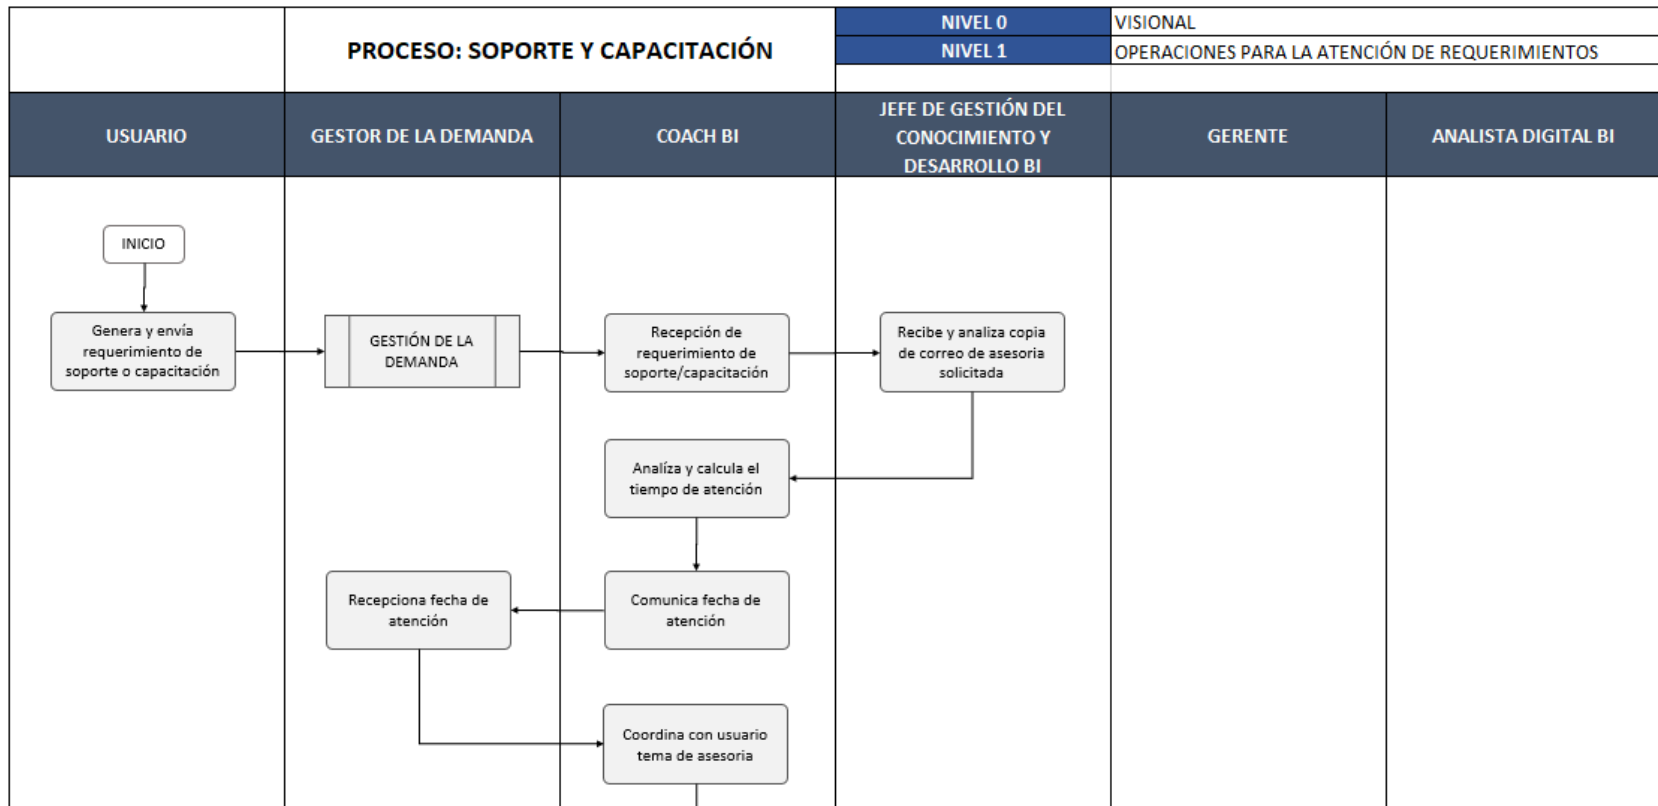 PROCESO: SOPORTE Y CAPACITACIÓN
NIVEL 0
VISIONAL
NIVEL 1
OPERACIONES PARA LA ATENCIÓN DE REQUERIMIENTOS
USUARIO
GESTOR DE LA DEMANDA
COACH BI
JEFE DE GESTIÓN DEL
CONOCIMIENTO Y
DESARROLLO BI
GERENTE
ANALISTA DIGITAL BI
INICIO
Genera y envía
requerimiento de
soporte o capacitación
GESTIÓN DE LA
DEMANDA
Recepción de
requerimiento de
soporte/capacitación
Recibe y analiza copia
de correo de asesoria
solicitada
Analíza y calcula el
tiempo de atención
Recepciona fecha de
atención
Comunica fecha de
atención
Coordina con usuario
tema de asesoria